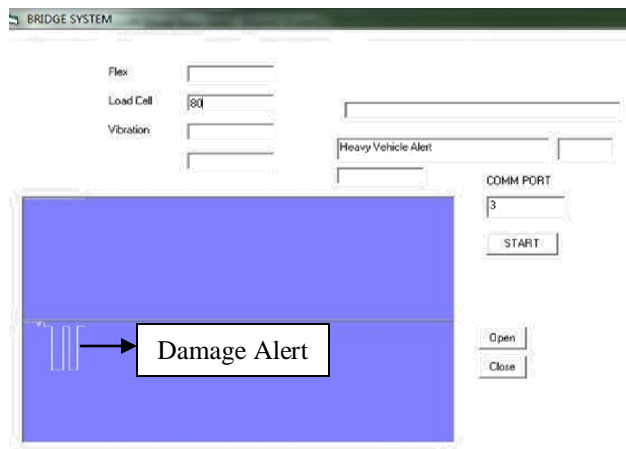 BRIDGE SYSTEM
Flex
Load Cell 80
Vibration
Heavy Vehicle Alert
COMM PORT
3
START
Damage Alert
Open
Close